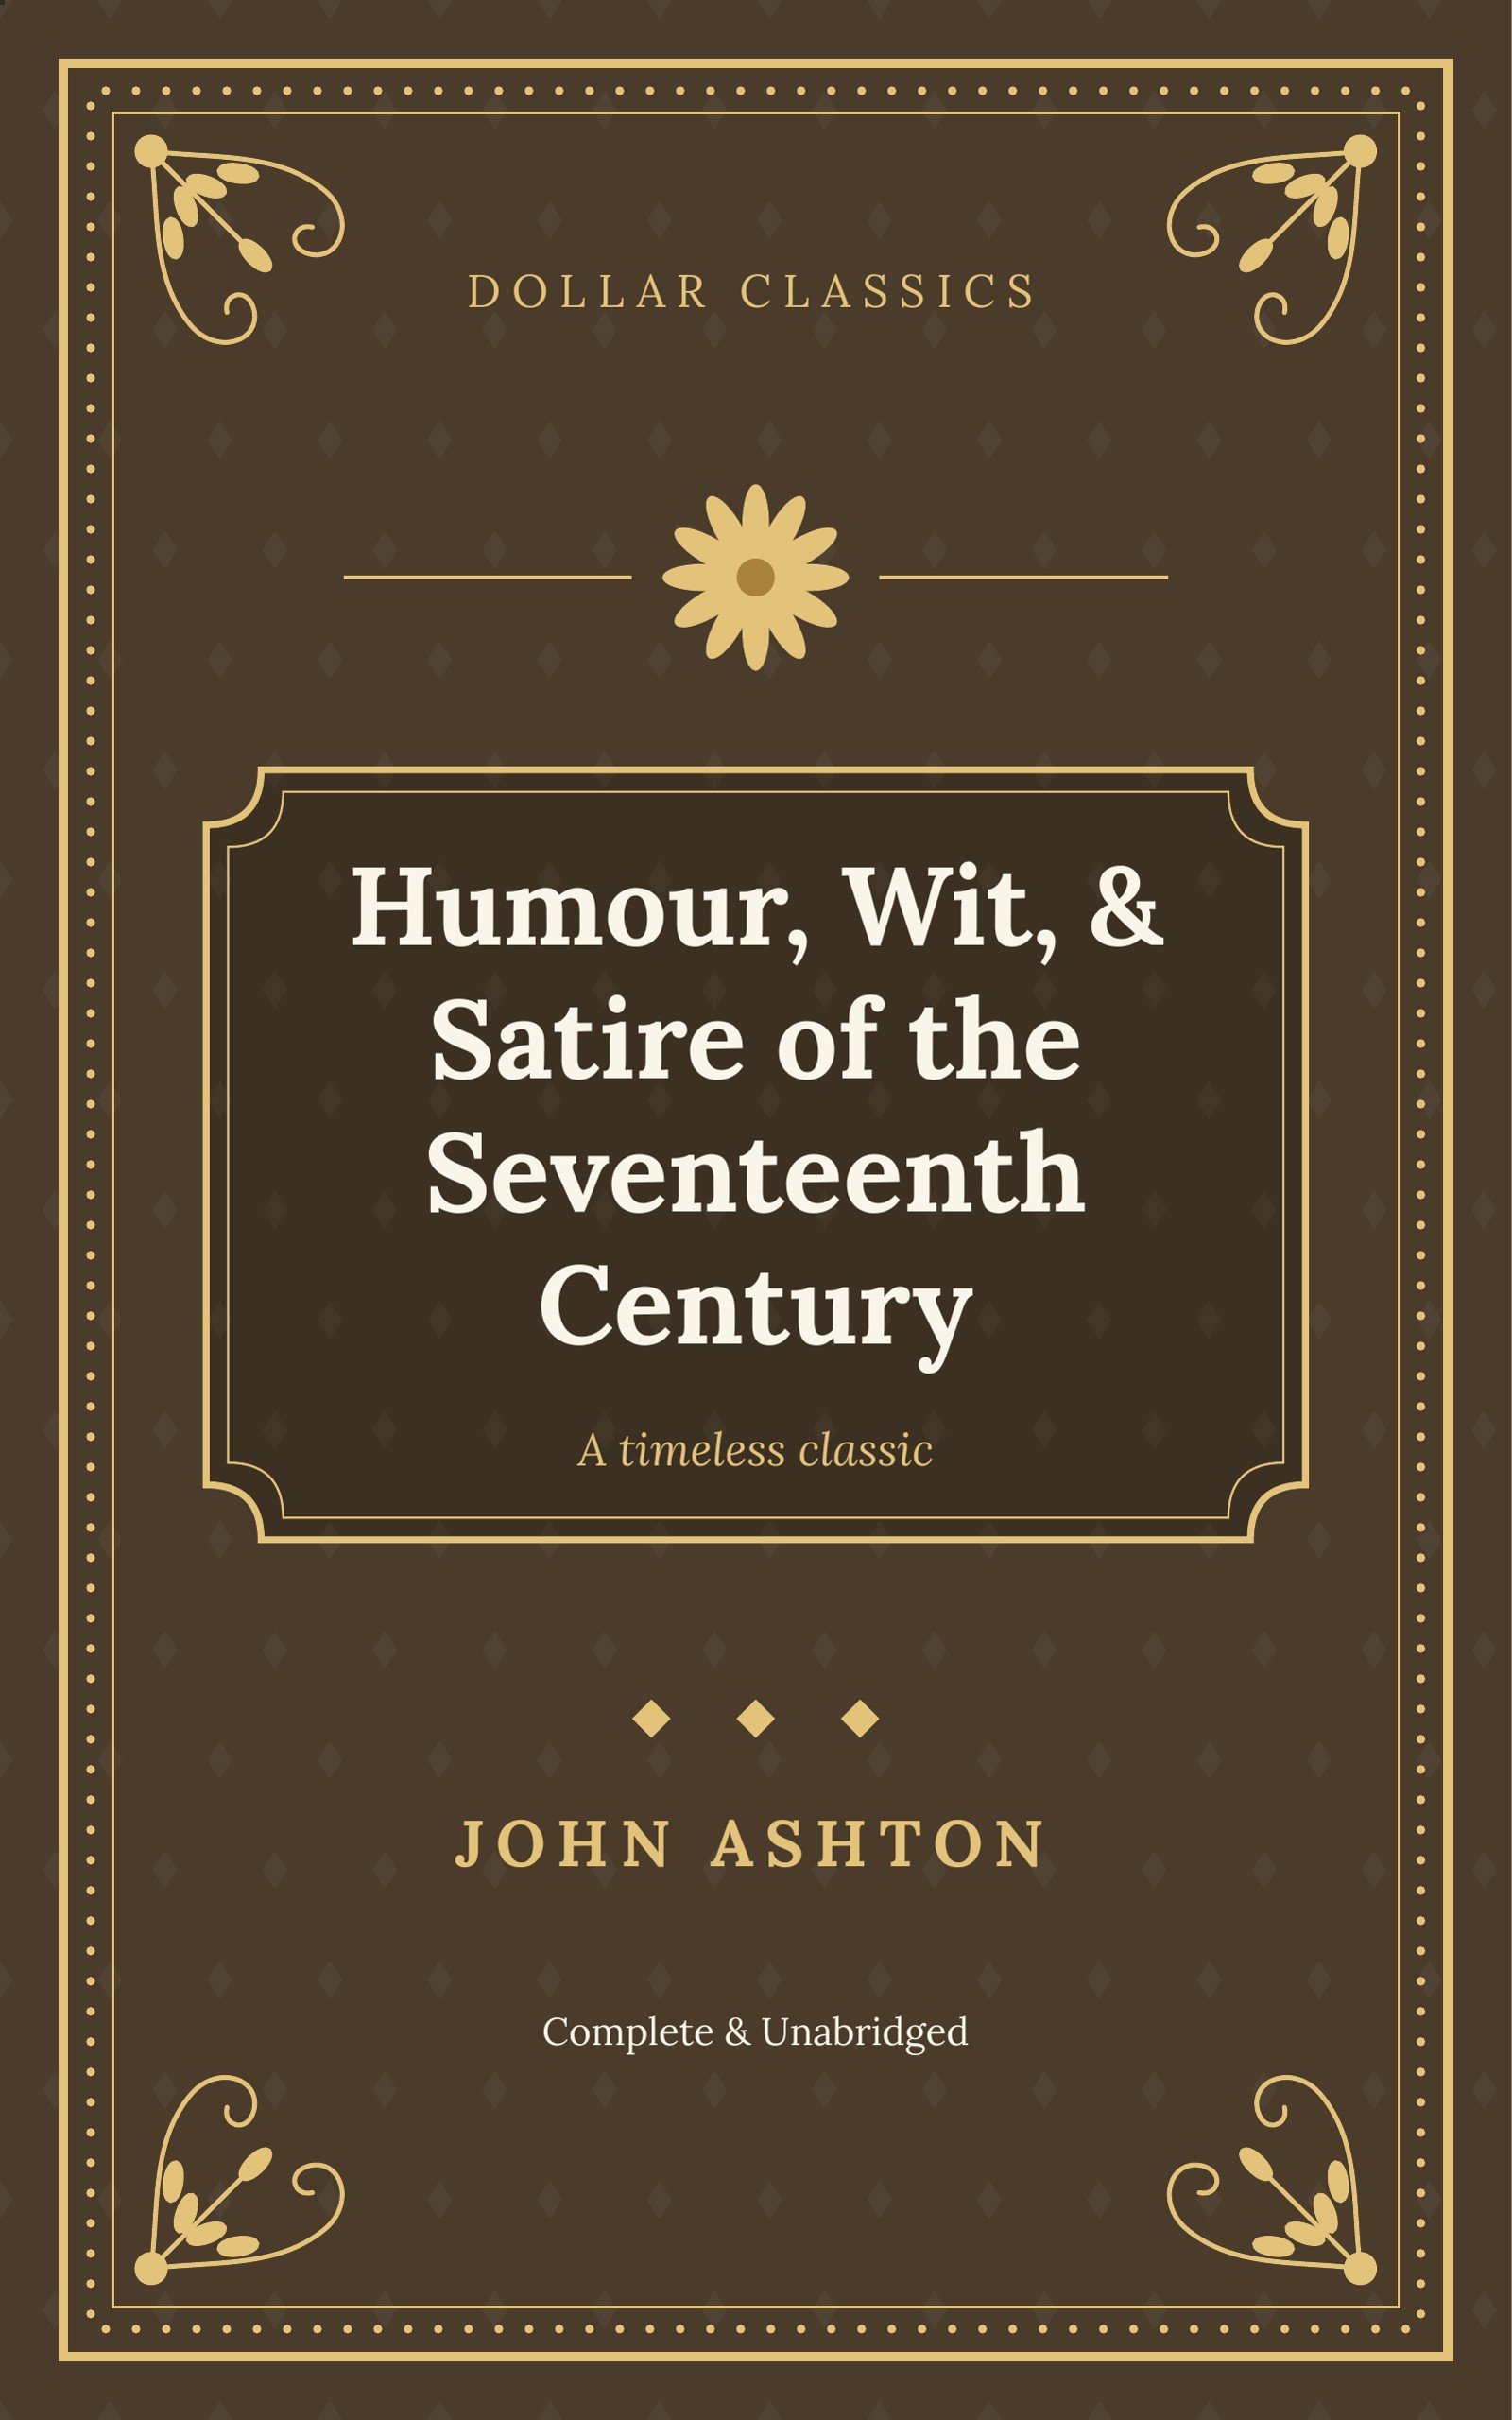 DOLLAR CLASSICS
Humour, Wit, &
Satire of the
Seventeenth
Century
A timeless classic
JOHN ASHTON
Complete & Unabridged